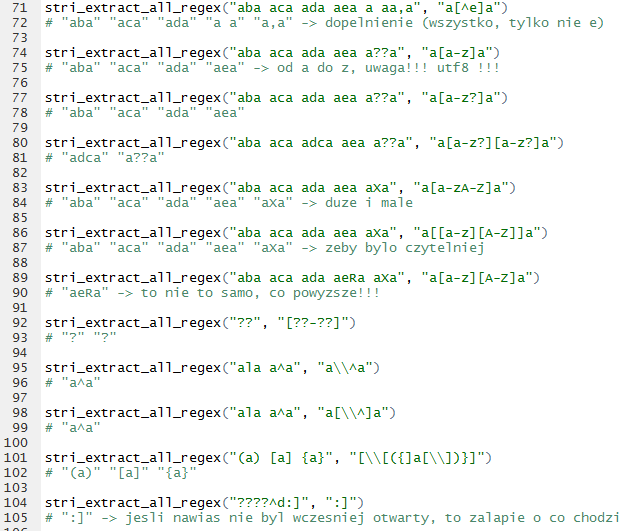 71 stri_extract_all_regex("aba aca ada aea a aa,a", "a[^e]a")
72 # "aba" "aca" "ada" "a a" "a,a" -> dopelnienie (wszystko, tylko nie e)
73
74 stri_extract_all_regex("aba aca ada aea a??a", "a[a-z]a")
75 # "aba" "aca" "ada" "aea" -> od a do z, uwaga!!! utf8 !!!
76
77 stri_extract_all_regex("aba aca ada aea a??a", "a[a-z?]a")
78 # "aba" "aca" "ada" "aea"
79
80 stri_extract_all_regex("aba aca adca aea a??a", "a[a-z?][a-z?]a")
81 # "adca" "a??a"
82
83 stri_extract_all_regex("aba aca ada aea aXa", "a[a-zA-Z]a")
84 # "aba" "aca" "ada" "aea" "aXa" -> duze i male
85
86 stri_extract_all_regex("aba aca ada aea aXa", "a[[a-z][A-Z]]a")
87 # "aba" "aca" "ada" "aea" "aXa" -> zeby bylo czytelniej
88
89 stri_extract_all_regex("aba aca ada aeRa aXa", "a[a-z][A-Z]a")
90 # "aeRa" -> to nie to samo, co powyzsze!!!
91
92 stri_extract_all_regex("??", "[??-??]")
93 # "?" "?"
94
95 stri_extract_all_regex("ala a^a", "a\\^a")
96 # "a^a"
97
98 stri_extract_all_regex("ala a^a", "a[\\^]a")
99 # "a^a"
100
101 stri_extract_all_regex("(a) [a] {a}", "[\\[({]a[\\])}]")
102 # "(a)" "[a]" "{a}"
103
104 stri_extract_all_regex("????^d:]", ":]")
105 # ":]" -> jesli nawias nie byl wczesniej otwarty, to zalapie o co chodzi